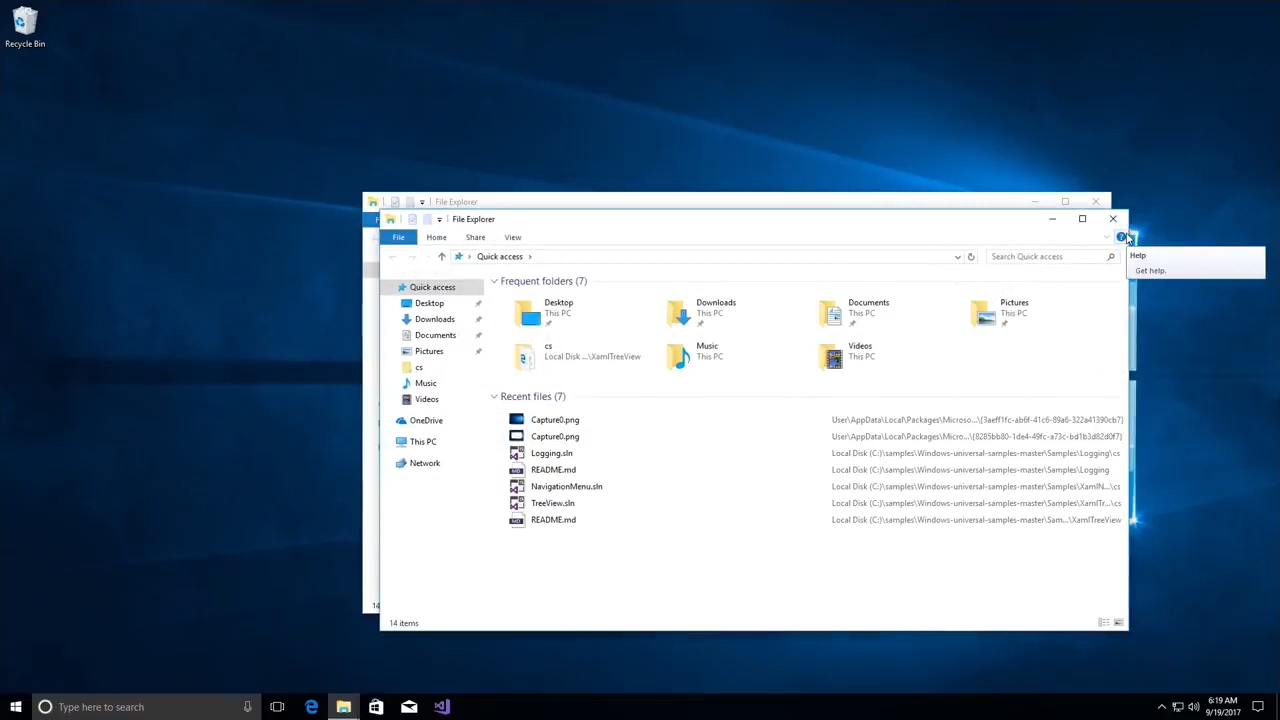 Recycle Bin
File Explorer
File Explorer
File
Home
Share
View
Quick access
Search Quick access
Help
Get help.
Quick access
Desktop
Downloads
Documents
Pictures
cs
Music
Videos
OneDrive
This PC
Network
Frequent folders (7)
Desktop
This PC
Downloads
This PC
Documents
This PC
Pictures
This PC
cs
Local Disk ...\XamlTreeView
Music
This PC
Videos
This PC
Recent files (7)
Capture0.png
User\AppData\Local\Packages\Microso...\{3aeff1fc-ab6f-41c6-89a6-322a41390cb7}
Capture0.png
User\AppData\Local\Packages\Micro...\{8285bb80-1de4-49fc-a73c-bd1b3d82d0f7}
Logging.sln
Local Disk (C:)\samples\Windows-universal-samples-master\Samples\Logging\cs
README.md
Local Disk (C:)\samples\Windows-universal-samples-master\Samples\Logging
NavigationMenu.sln
Local Disk (C:)\samples\Windows-universal-samples-master\Samples\XamlN...\cs
TreeView.sln
Local Disk (C:)\samples\Windows-universal-samples-master\Samples\XamlTr...\cs
README.md
Local Disk (C:)\samples\Windows-universal-samples-master\Sam...\XamlTreeView
14
14 items
Type here to search
6:19 AM
9/19/2017